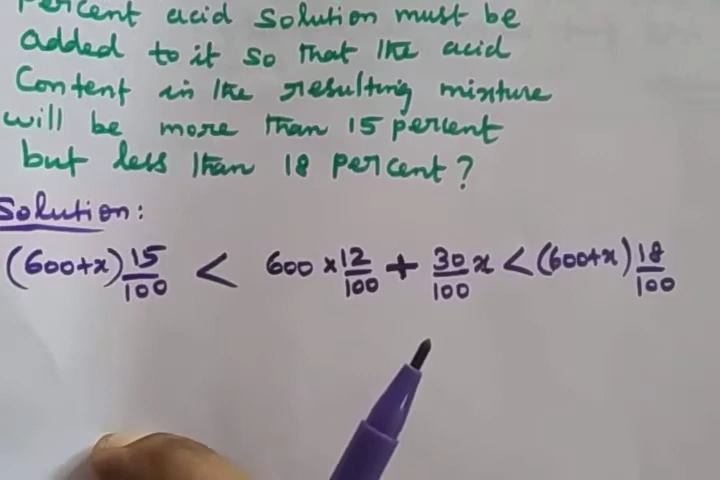 Percent acid solution must be
added to it so that the acid
Content in the resulting mixture
will be more than 15 percent
but less than 18 percent?
Solution:
(600+x) 15/100 < 600 × 12/100 + 30/100 x < (600+x) 18/100